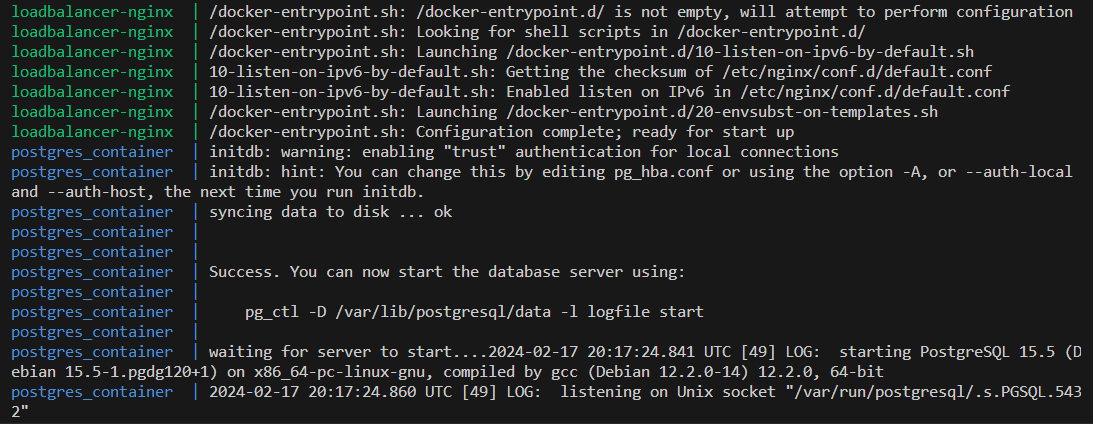 loadbalancer-nginx  | /docker-entrypoint.sh: /docker-entrypoint.d/ is not empty, will attempt to perform configuration
loadbalancer-nginx  | /docker-entrypoint.sh: Looking for shell scripts in /docker-entrypoint.d/
loadbalancer-nginx  | /docker-entrypoint.sh: Launching /docker-entrypoint.d/10-listen-on-ipv6-by-default.sh
loadbalancer-nginx  | 10-listen-on-ipv6-by-default.sh: Getting the checksum of /etc/nginx/conf.d/default.conf
loadbalancer-nginx  | 10-listen-on-ipv6-by-default.sh: Enabled listen on IPv6 in /etc/nginx/conf.d/default.conf
loadbalancer-nginx  | /docker-entrypoint.sh: Launching /docker-entrypoint.d/20-envsubst-on-templates.sh
loadbalancer-nginx  | /docker-entrypoint.sh: Configuration complete; ready for start up
postgres_container  | initdb: warning: enabling "trust" authentication for local connections
postgres_container  | initdb: hint: You can change this by editing pg_hba.conf or using the option -A, or --auth-local
and --auth-host, the next time you run initdb.
postgres_container  | syncing data to disk ... ok
postgres_container  |
postgres_container  |
postgres_container  | Success. You can now start the database server using:
postgres_container  |
postgres_container  |     pg_ctl -D /var/lib/postgresql/data -l logfile start
postgres_container  |
postgres_container  | waiting for server to start....2024-02-17 20:17:24.841 UTC [49] LOG:  starting PostgreSQL 15.5 (D
ebian 15.5-1.pgdg120+1) on x86_64-pc-linux-gnu, compiled by gcc (Debian 12.2.0-14) 12.2.0, 64-bit
postgres_container  | 2024-02-17 20:17:24.860 UTC [49] LOG:  listening on Unix socket "/var/run/postgresql/.s.PGSQL.543
2"